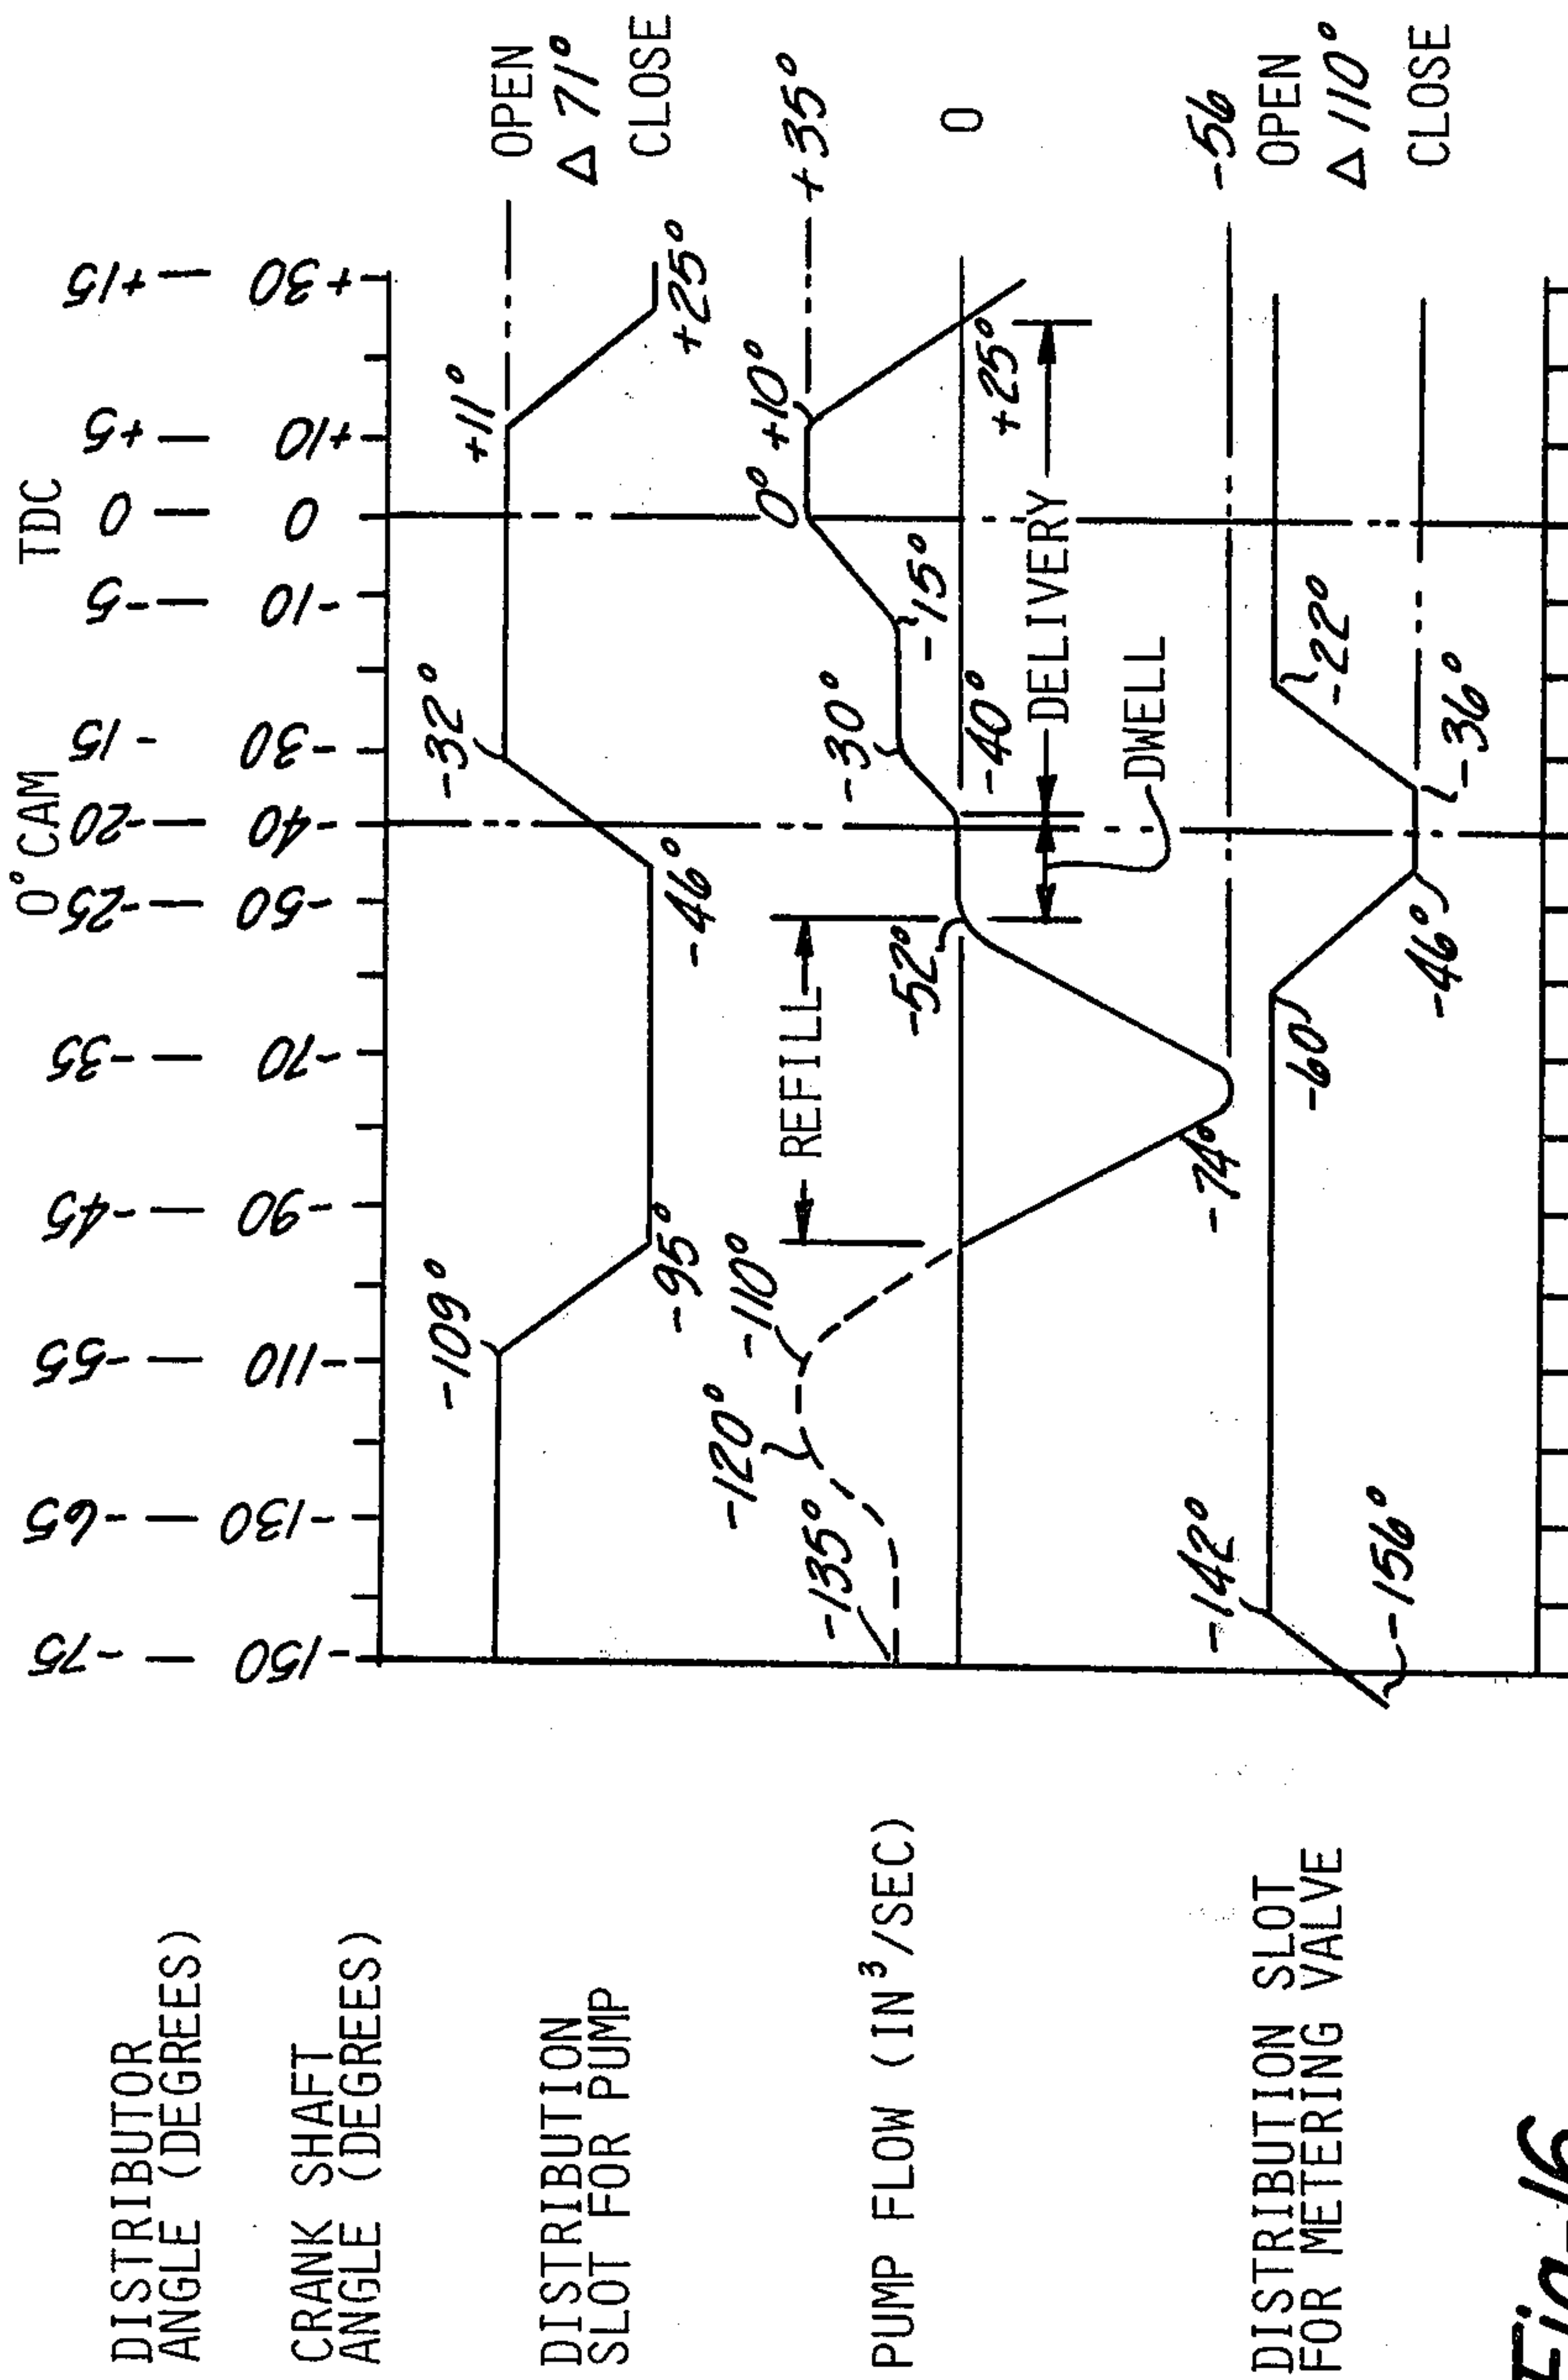 DISTRIBUTOR
ANGLE (DEGREES)
-75
-65
-55
-45
-35
-25
0° CAM
-20
-15
-5
TDC
0
+5
+15
CRANK SHAFT
ANGLE (DEGREES)
-150
-130
-110
-90
-70
-50
-40
-30
-10
0
+10
+30
DISTRIBUTION
SLOT FOR PUMP
-109°
-95°
-46°
-32°
+11°
+25°
OPEN
Δ 71°
CLOSE
PUMP FLOW (IN³/SEC)
-135°
-120°
-110°
REFILL
-74°
-52°
-40°
-30°
-15°
0°
+10°
+25°
+35°
0
-56
DELIVERY
DWELL
DISTRIBUTION SLOT
FOR METERING VALVE
-142°
-156°
-60°
-46°
-36°
-22°
OPEN
Δ 110°
CLOSE
Fig-16